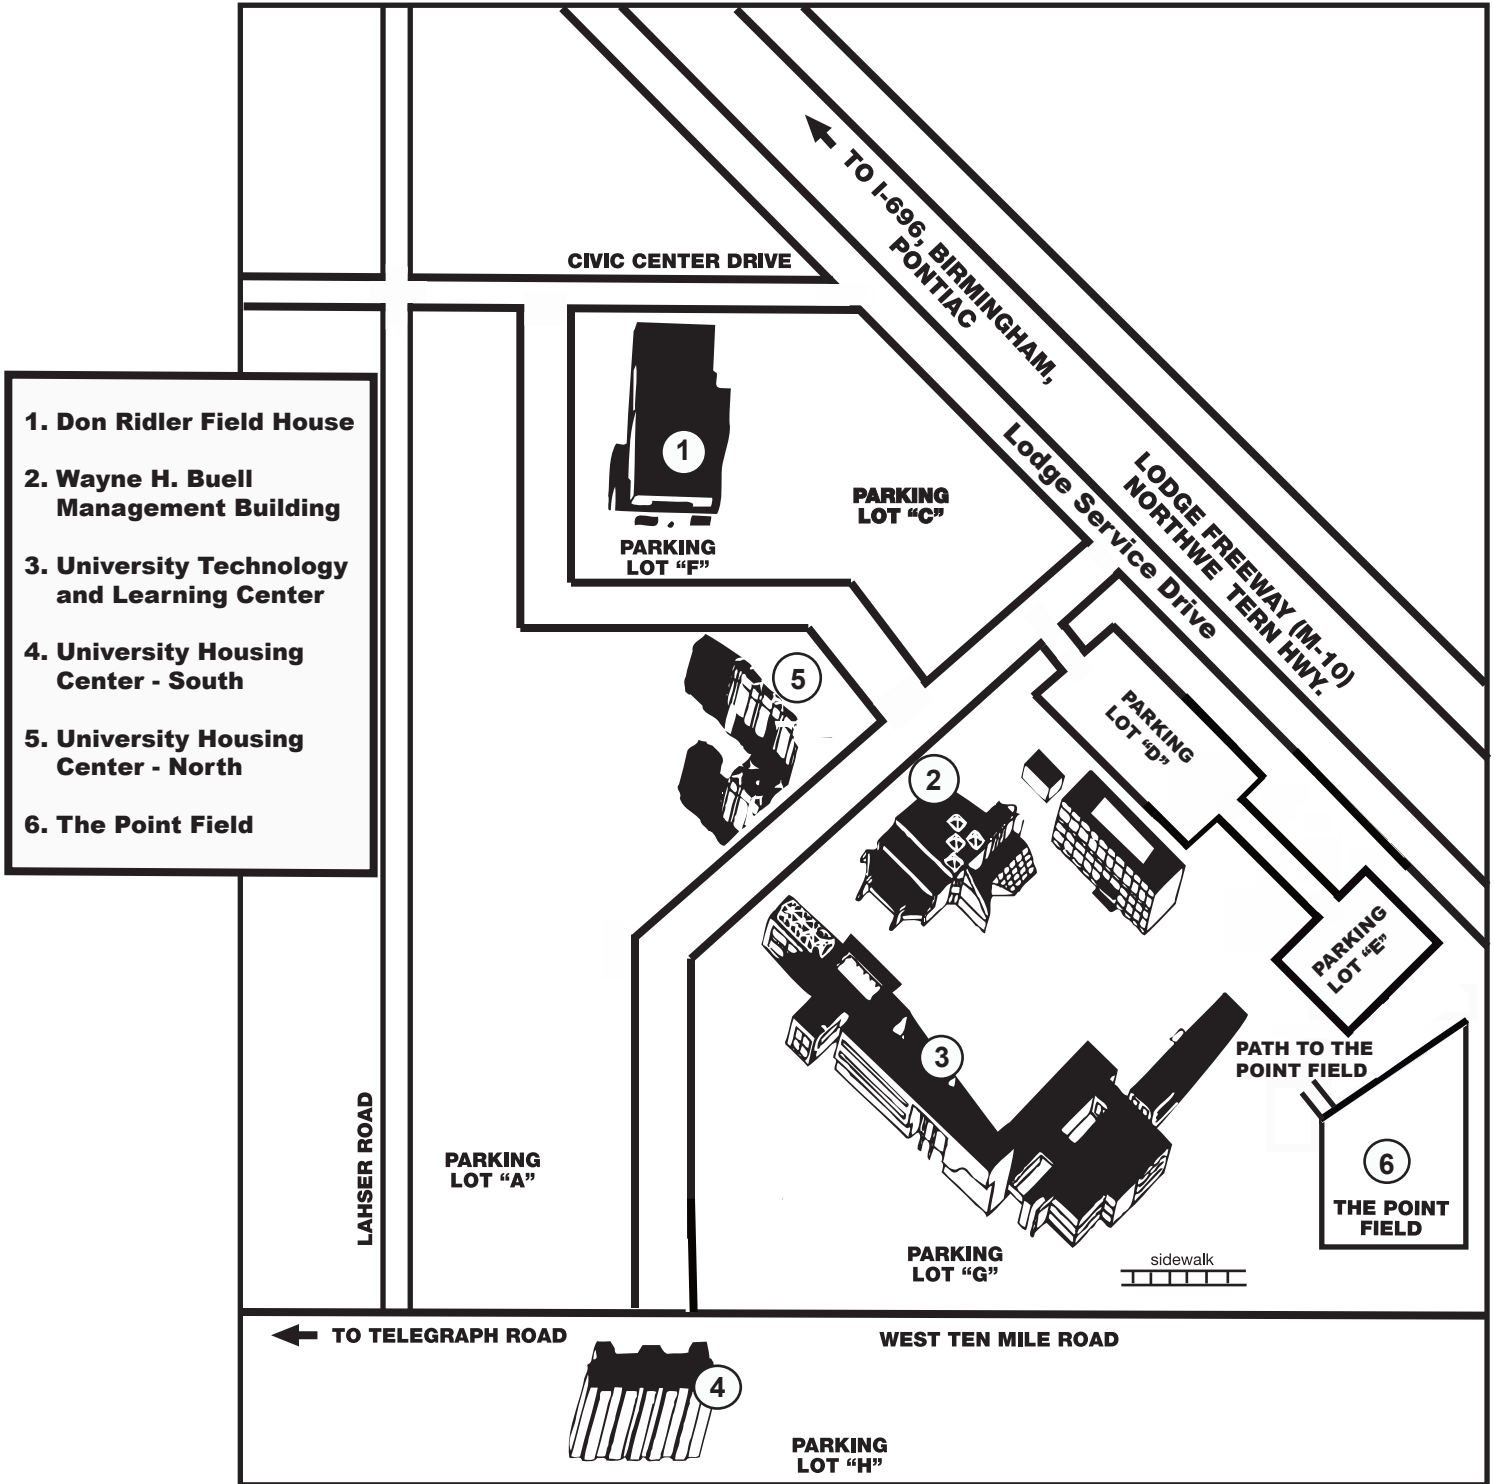 CIVIC CENTER DRIVE
TO I-696, BIRMINGHAM,
PONTIAC
1. Don Ridler Field House
2. Wayne H. Buell
Management Building
3. University Technology
and Learning Center
4. University Housing
Center - South
5. University Housing
Center - North
6. The Point Field
1
PARKING
LOT “F”
PARKING
LOT “C”
Lodge Service Drive
LODGE FREEWAY (M-10)
NORTHWE TERN HWY.
5
PARKING
LOT “D”
2
PARKING
LOT “E”
3
PATH TO THE
POINT FIELD
LAHSER ROAD
PARKING
LOT “A”
6
THE POINT
FIELD
PARKING
LOT “G”
sidewalk
TO TELEGRAPH ROAD
WEST TEN MILE ROAD
4
PARKING
LOT “H”